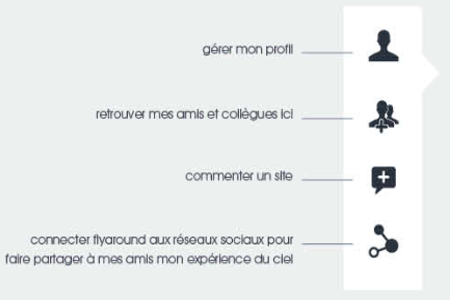 gérer mon profil
retrouver mes amis et collègues ici
commenter un site
connecter flyaround aux réseaux sociaux pour
faire partager à mes amis mon expérience du ciel